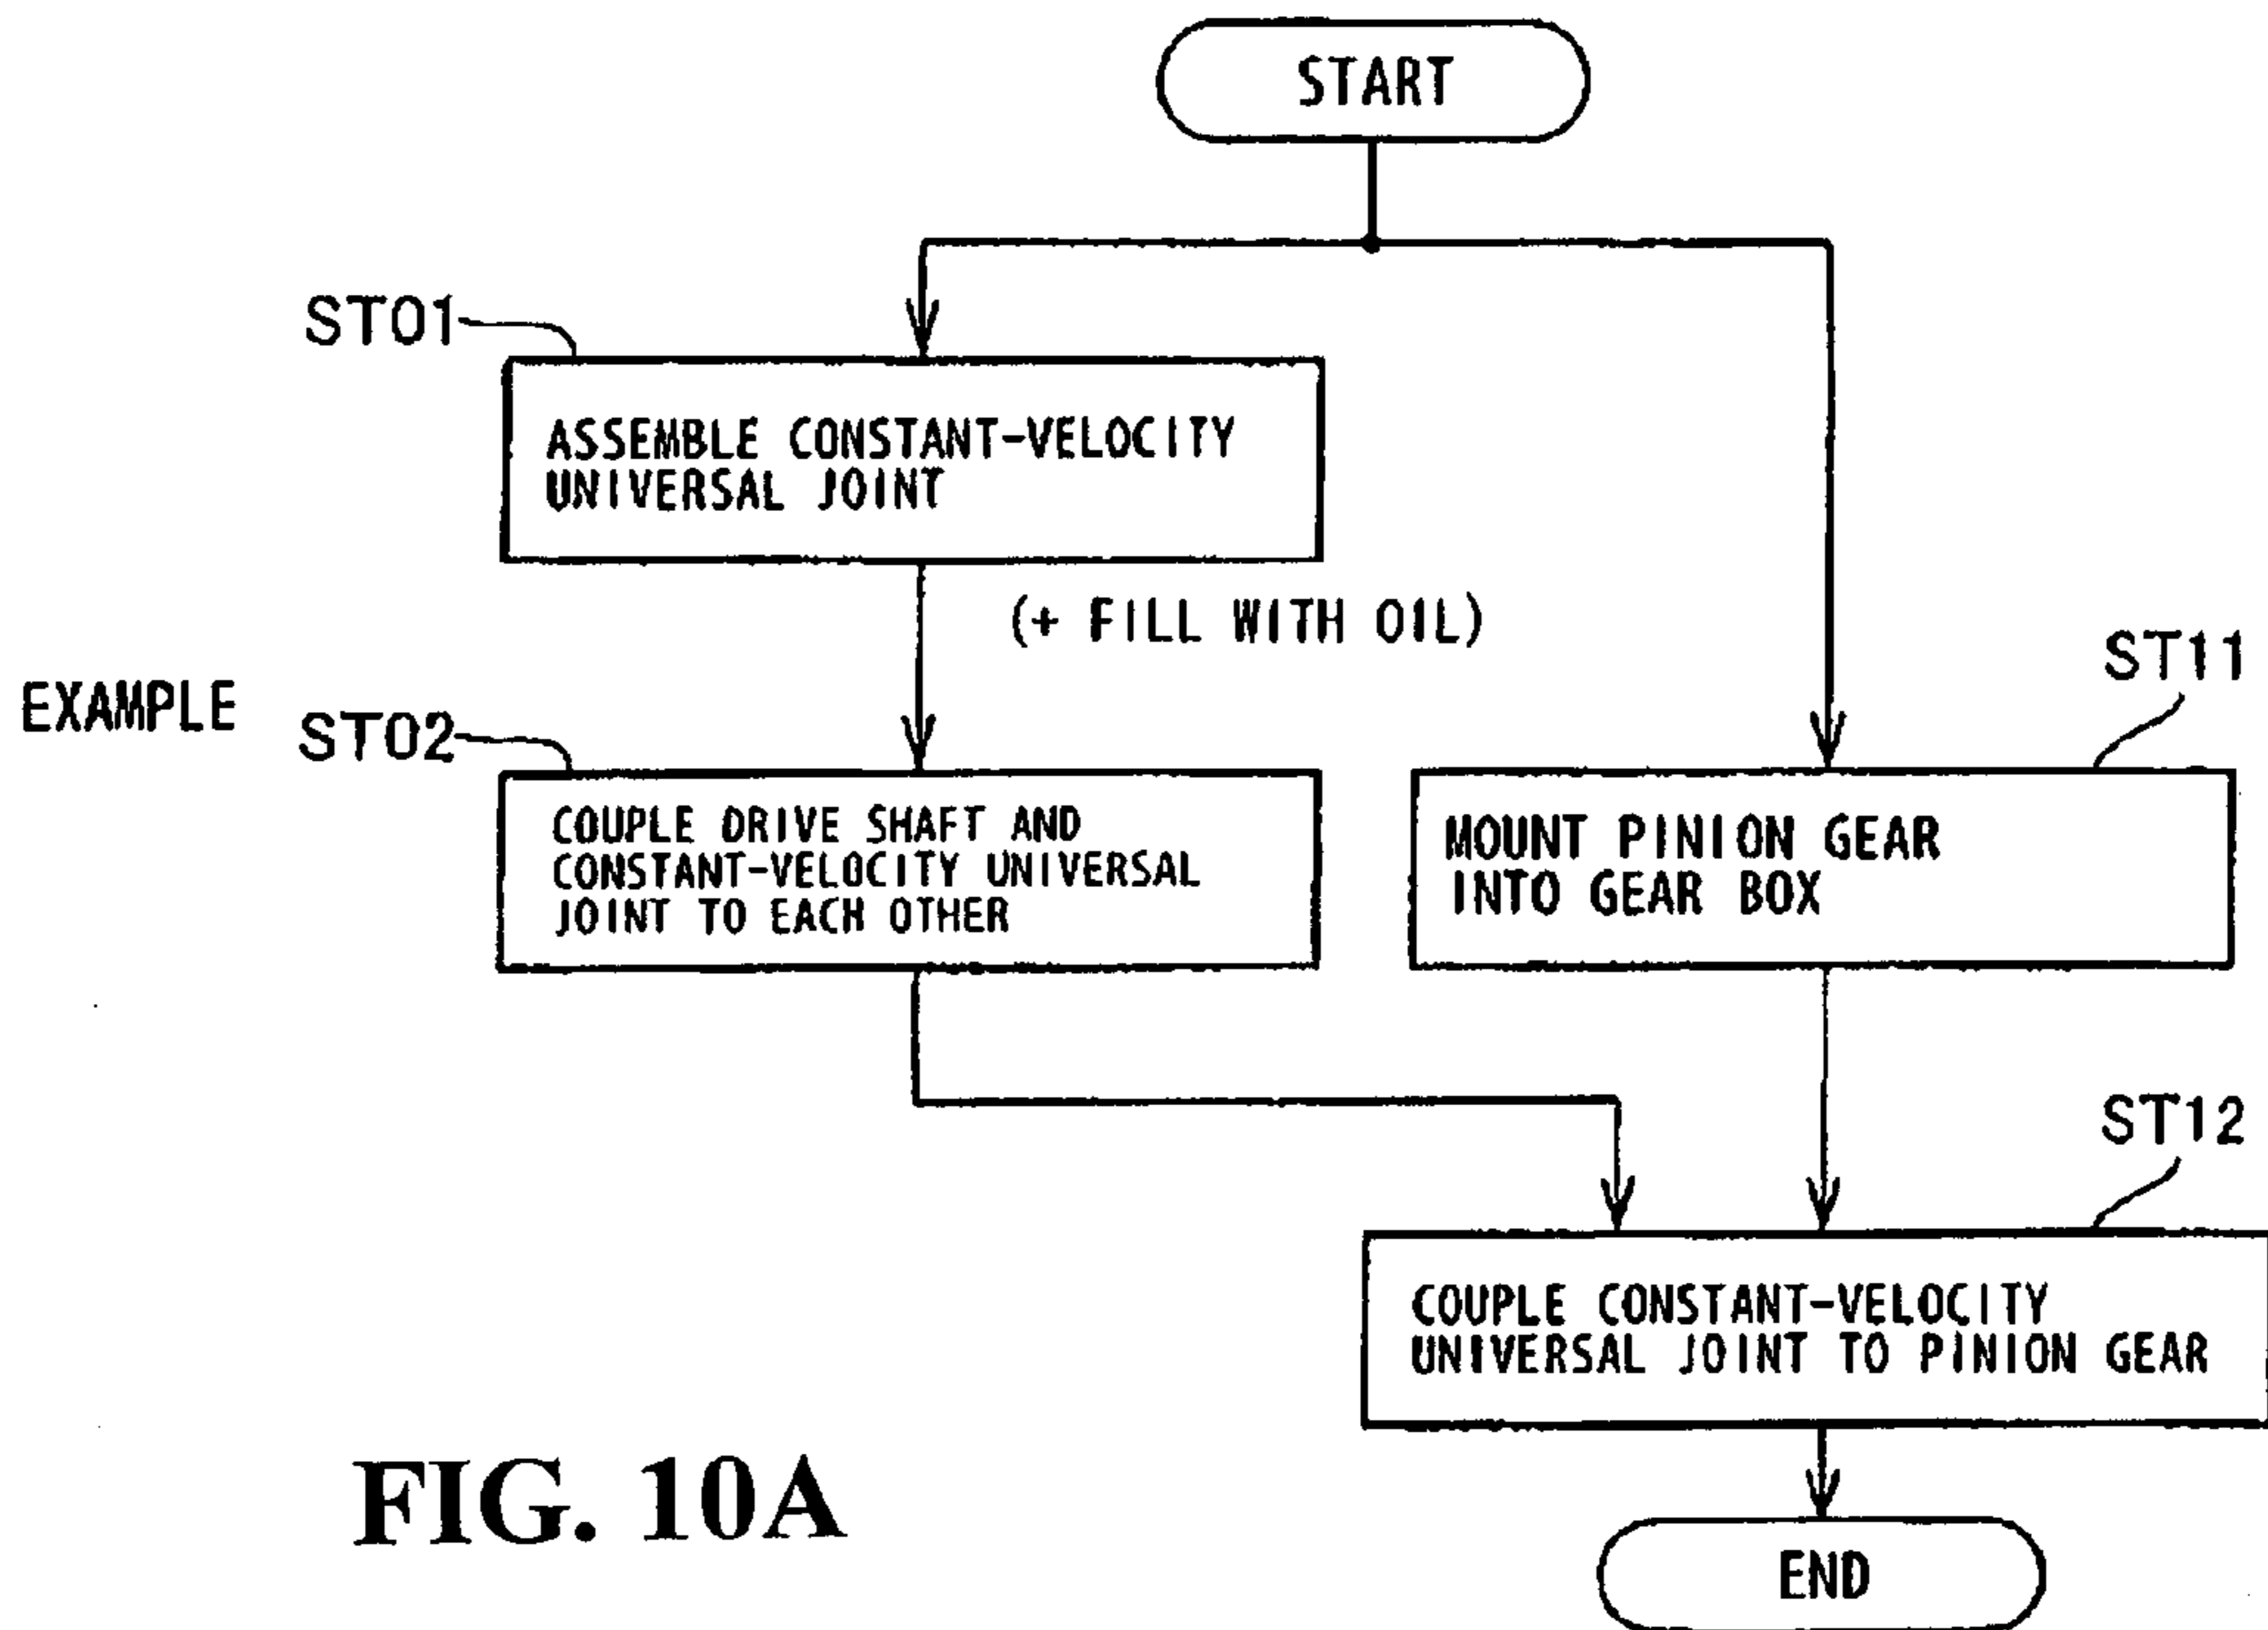 START
ST01
ASSEMBLE CONSTANT-VELOCITY
UNIVERSAL JOINT
(+ FILL WITH OIL)
EXAMPLE
ST02
COUPLE DRIVE SHAFT AND
CONSTANT-VELOCITY UNIVERSAL
JOINT TO EACH OTHER
ST11
MOUNT PINION GEAR
INTO GEAR BOX
ST12
COUPLE CONSTANT-VELOCITY
UNIVERSAL JOINT TO PINION GEAR
END
FIG. 10A